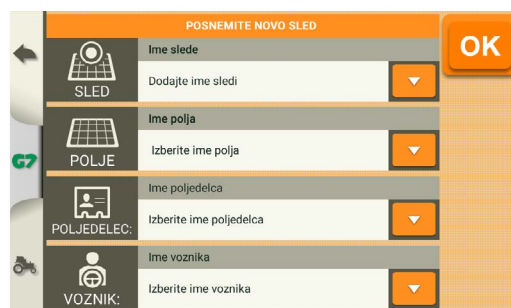 POSNEMITE NOVO SLED
OK
Ime slede
SLED
Dodajte ime sledi
Ime polja
POLJE
Izberite ime polja
G7
Ime poljedelca
POLJEDELEC:
Izberite ime poljedelca
Ime voznika
VOZNIK:
Izberite ime voznika